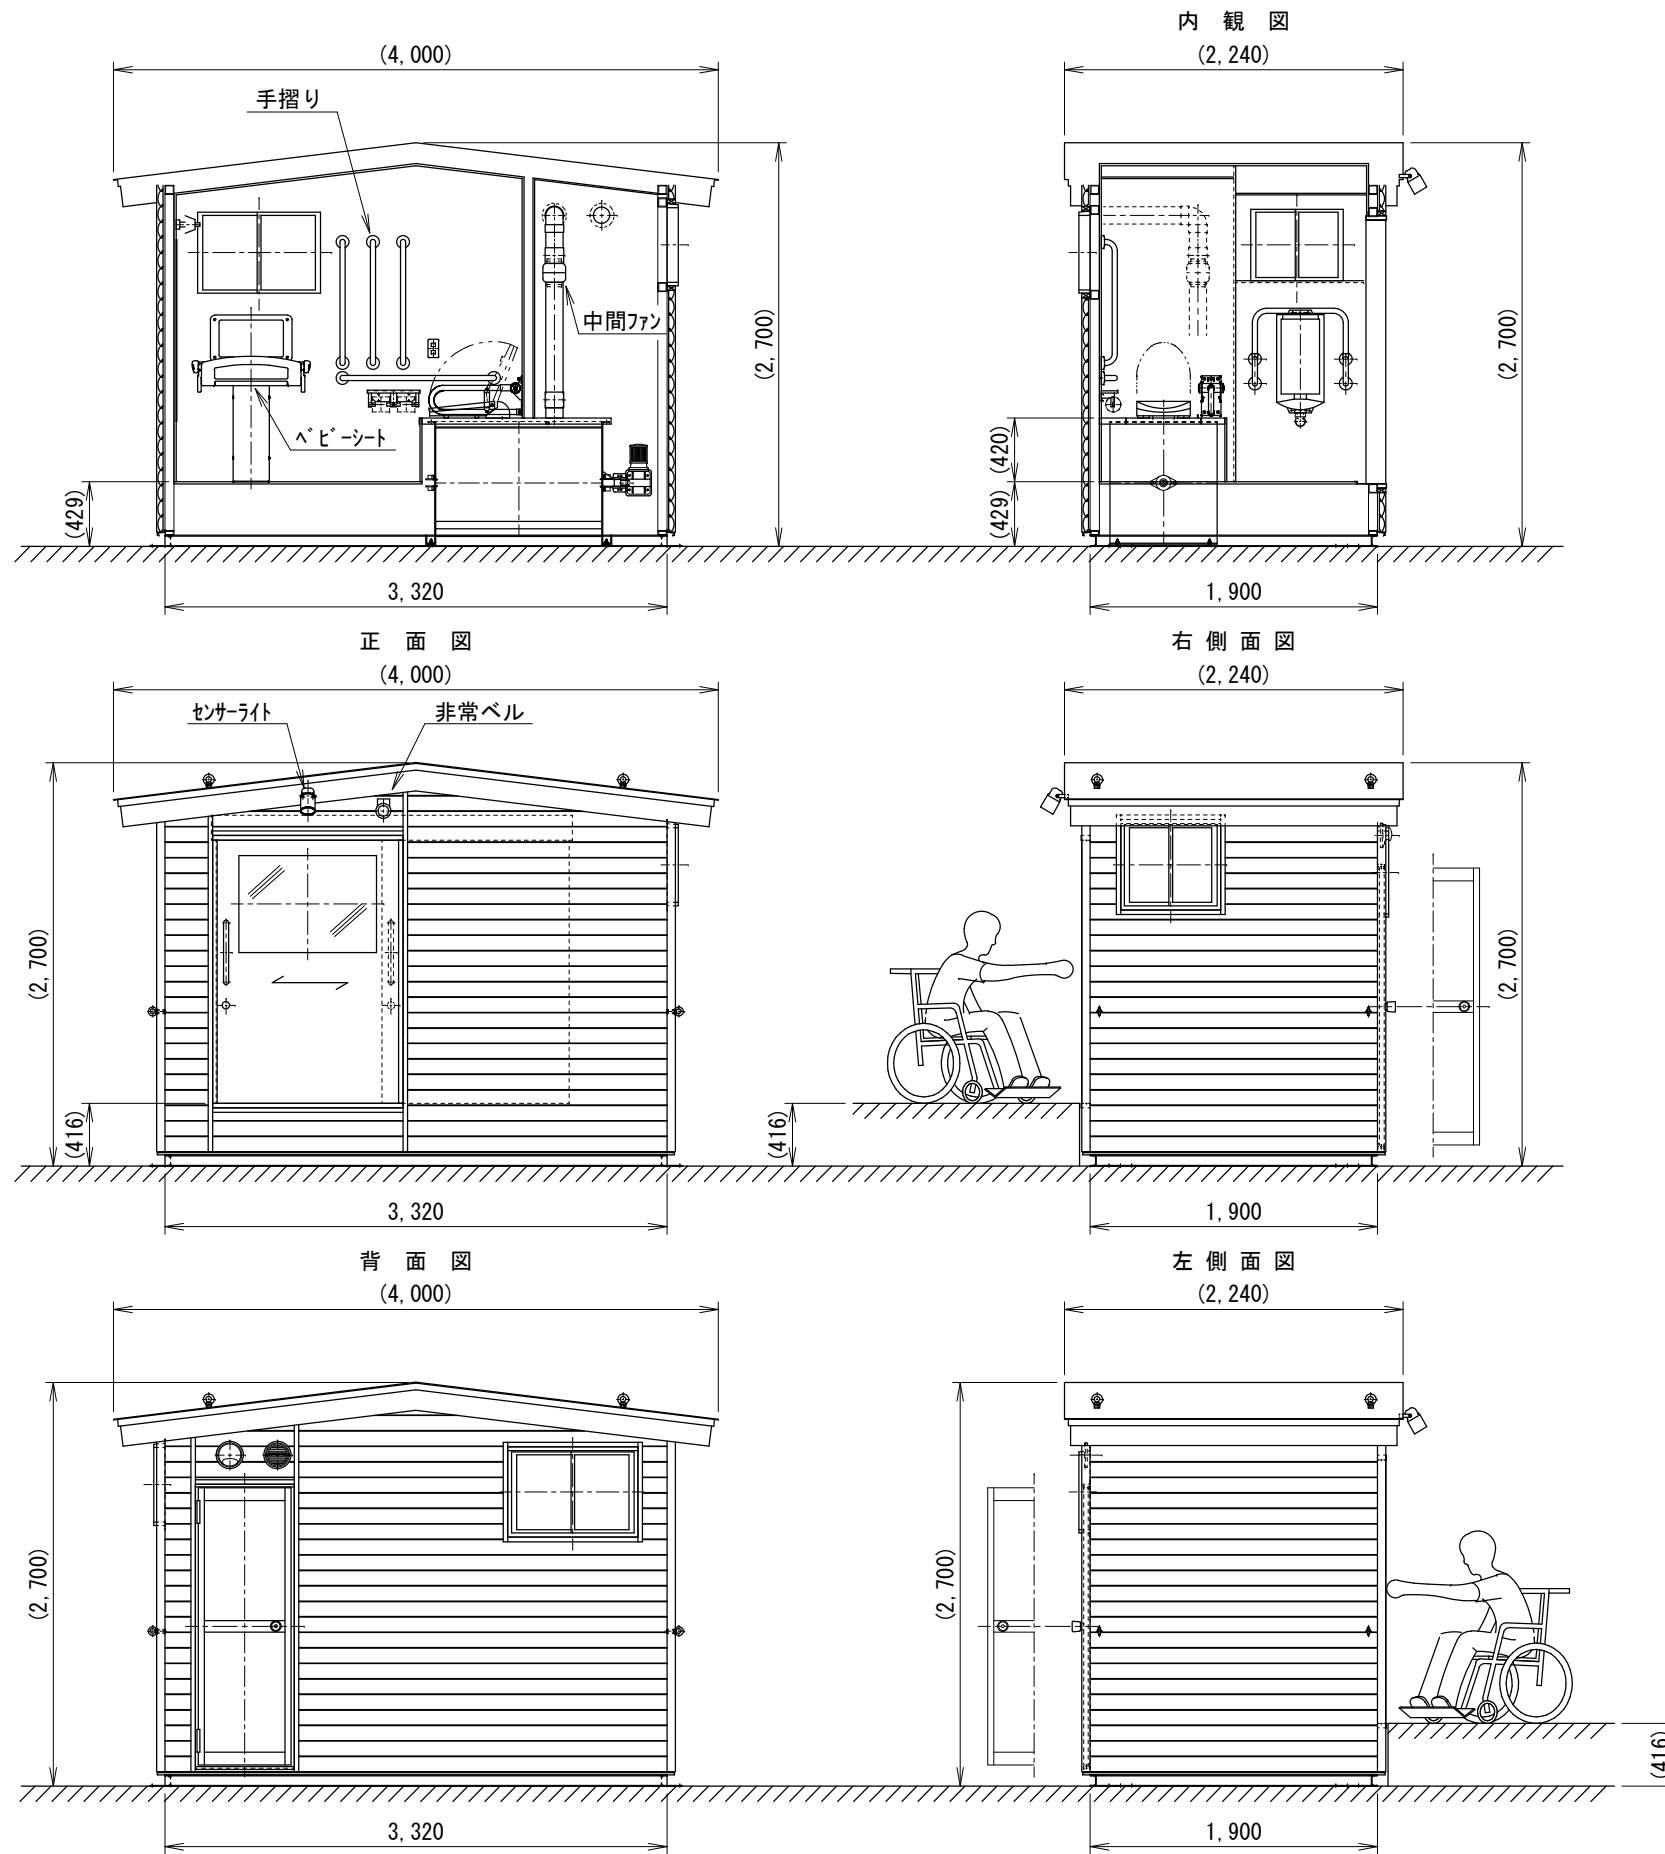 内 観 図
(4,000)
(2,240)
手摺り
中間ファン
ベビーシート
(2,700)
(2,700)
(429)
(420)
(429)
3,320
1,900
正 面 図
右 側 面 図
(4,000)
(2,240)
センサーライト
非常ベル
(2,700)
(2,700)
(416)
(416)
3,320
1,900
背 面 図
左 側 面 図
(4,000)
(2,240)
(2,700)
(2,700)
(416)
3,320
1,900